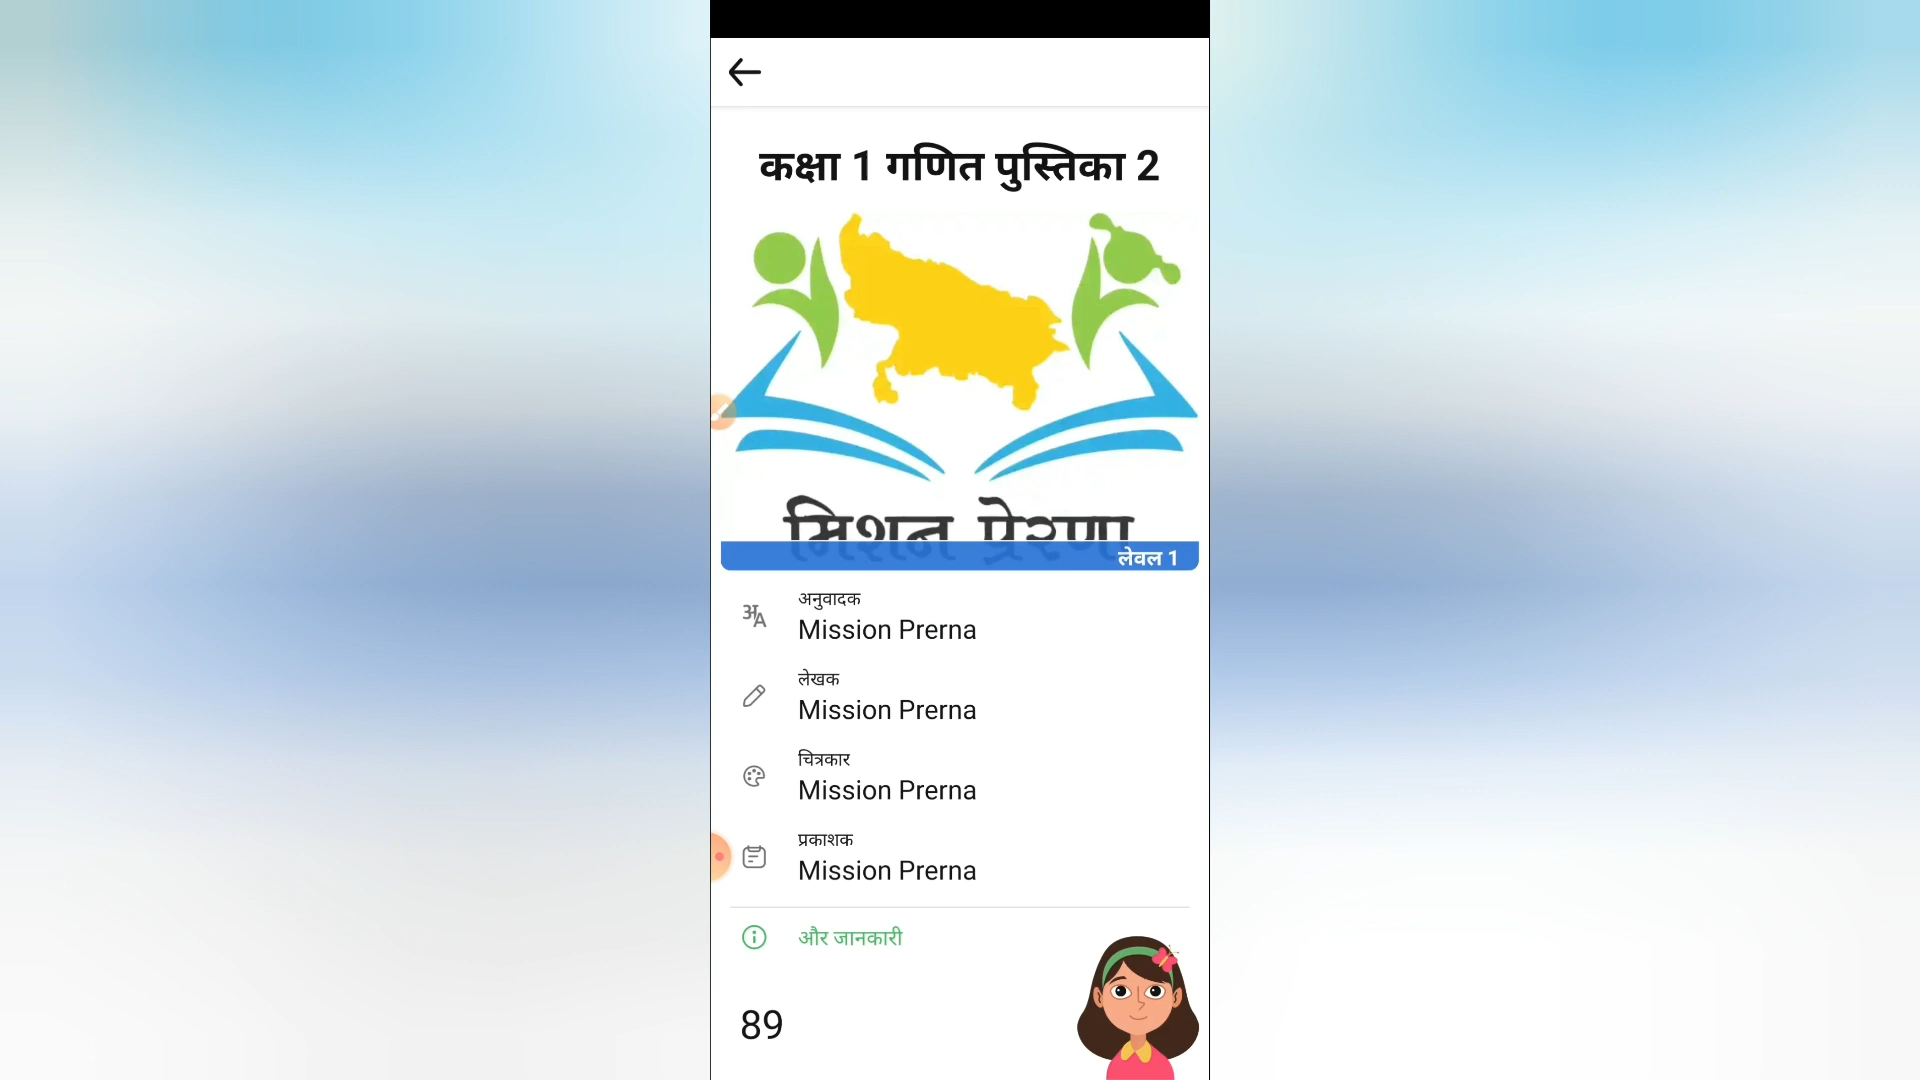 कक्षा 1 गणित पुस्तिका 2
मिशन प्रेरणा
लेवल 1
अनुवादक
Mission Prerna
लेखक
Mission Prerna
चित्रकार
Mission Prerna
प्रकाशक
Mission Prerna
और जानकारी
89